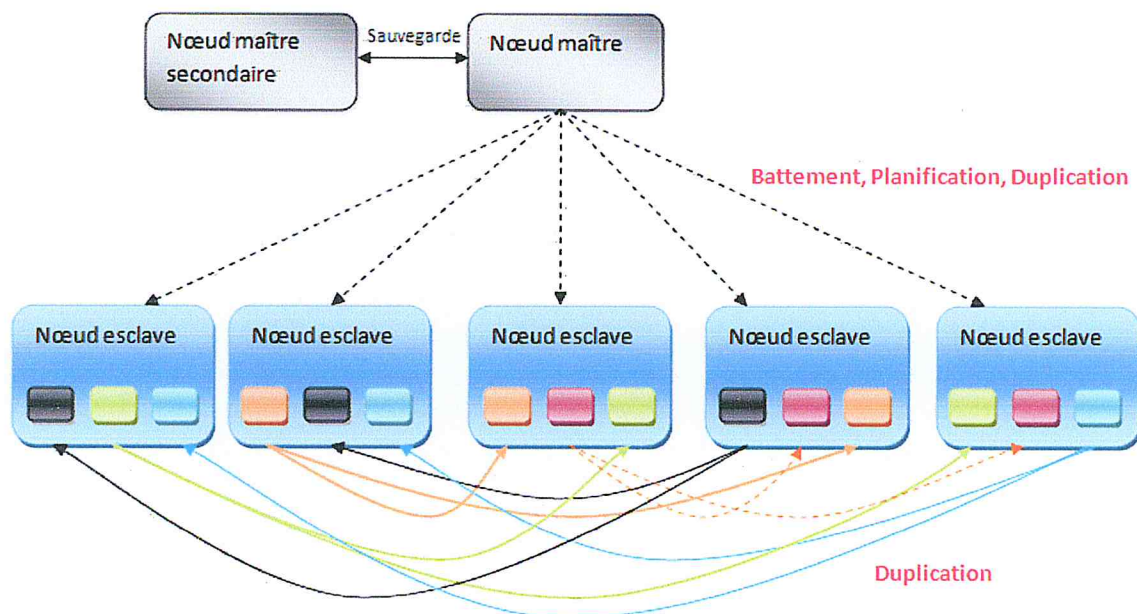 Nœud maître
secondaire
Sauvegarde
Nœud maître
Battement, Planification, Duplication
Nœud esclave
Nœud esclave
Nœud esclave
Nœud esclave
Nœud esclave
Duplication